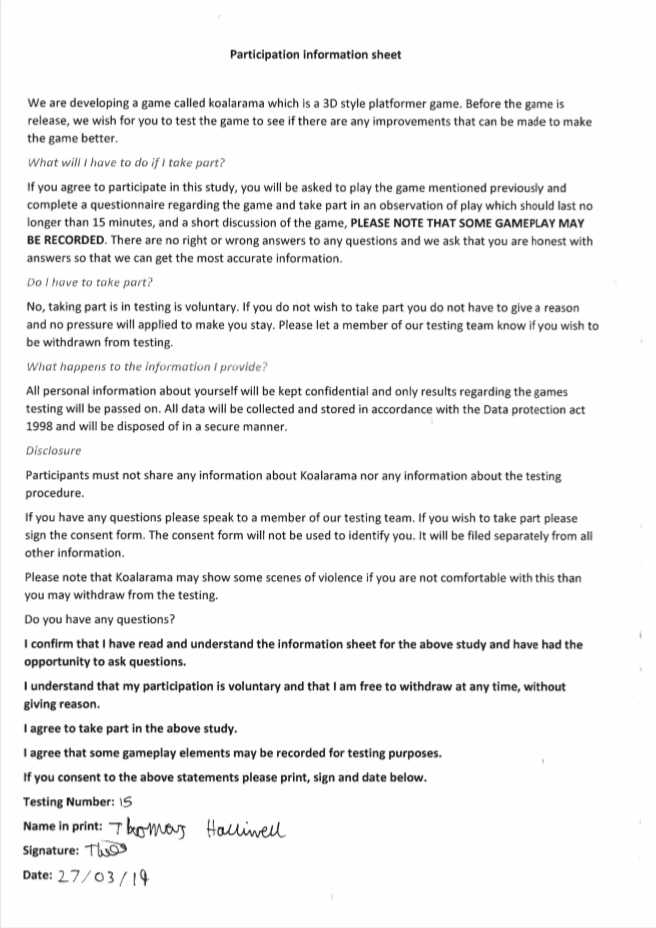 Participation information sheet
We are developing a game called koalarama which is a 3D style platformer game. Before the game is
release, we wish for you to test the game to see if there are any improvements that can be made to make
the game better.
What will I have to do if I take part?
If you agree to participate in this study, you will be asked to play the game mentioned previously and
complete a questionnaire regarding the game and take part in an observation of play which should last no
longer than 15 minutes, and a short discussion of the game, PLEASE NOTE THAT SOME GAMEPLAY MAY
BE RECORDED. There are no right or wrong answers to any questions and we ask that you are honest with
answers so that we can get the most accurate information.
Do I have to take part?
No, taking part is in testing is voluntary. If you do not wish to take part you do not have to give a reason
and no pressure will applied to make you stay. Please let a member of our testing team know if you wish to
be withdrawn from testing.
What happens to the information I provide?
All personal information about yourself will be kept confidential and only results regarding the games
testing will be passed on. All data will be collected and stored in accordance with the Data protection act
1998 and will be disposed of in a secure manner.
Disclosure
Participants must not share any information about Koalarama nor any information about the testing
procedure.
If you have any questions please speak to a member of our testing team. If you wish to take part please
sign the consent form. The consent form will not be used to identify you. It will be filed separately from all
other information.
Please note that Koalarama may show some scenes of violence if you are not comfortable with this than
you may withdraw from the testing.
Do you have any questions?
I confirm that I have read and understand the information sheet for the above study and have had the
opportunity to ask questions.
I understand that my participation is voluntary and that I am free to withdraw at any time, without
giving reason.
I agree to take part in the above study.
I agree that some gameplay elements may be recorded for testing purposes.
If you consent to the above statements please print, sign and date below.
Testing Number: 15
Name in print: Thomas Halliwell
Signature:
Date: 27/03/19